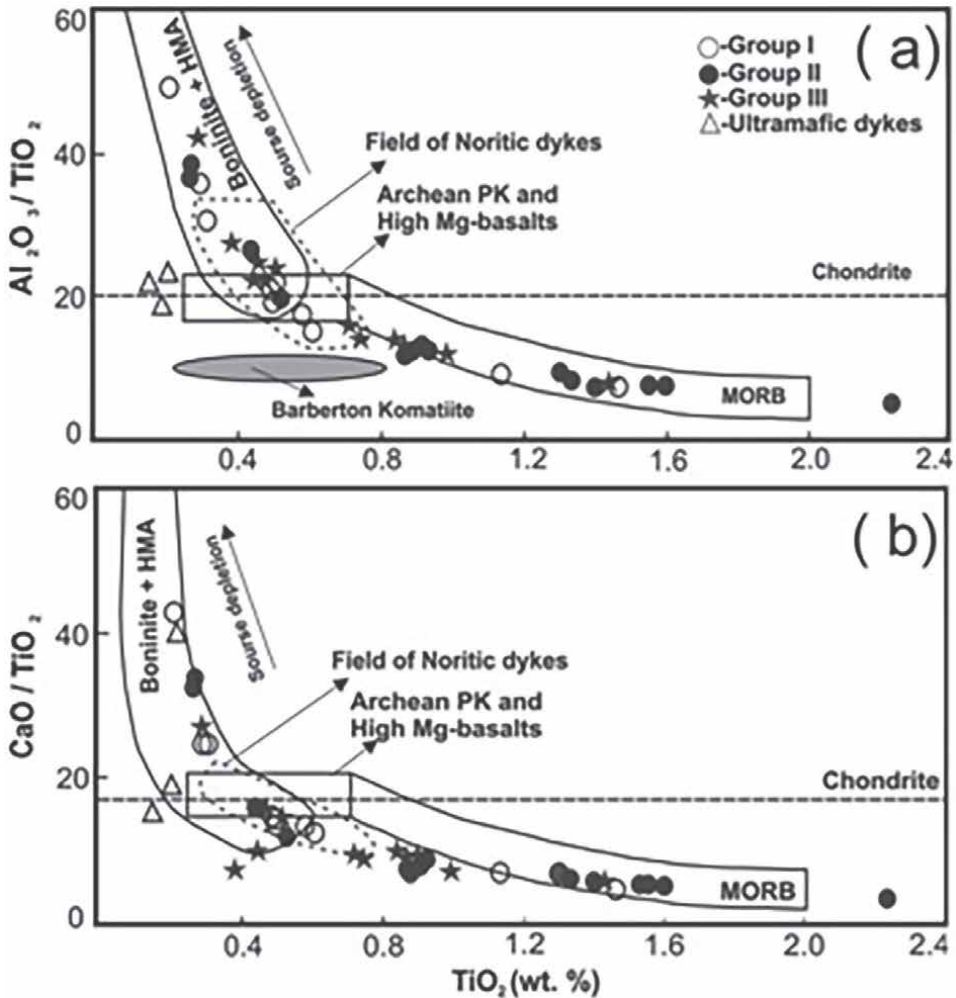 60
40
20
0
Al2O3 / TiO2
Boninite + HMA
Sourse depletion
( a )
-Group I
-Group II
-Group III
-Ultramafic dykes
Field of Noritic dykes
Archean PK and
High Mg-basalts
Chondrite
MORB
Barberton Komatiite
0.4 0.8 1.2 1.6 2.0 2.4
60
40
20
0
CaO / TiO2
Boninite + HMA
Sourse depletion
( b )
Field of Noritic dykes
Archean PK and
High Mg-basalts
Chondrite
MORB
0.4 0.8 1.2 1.6 2.0 2.4
TiO2 (wt. %)